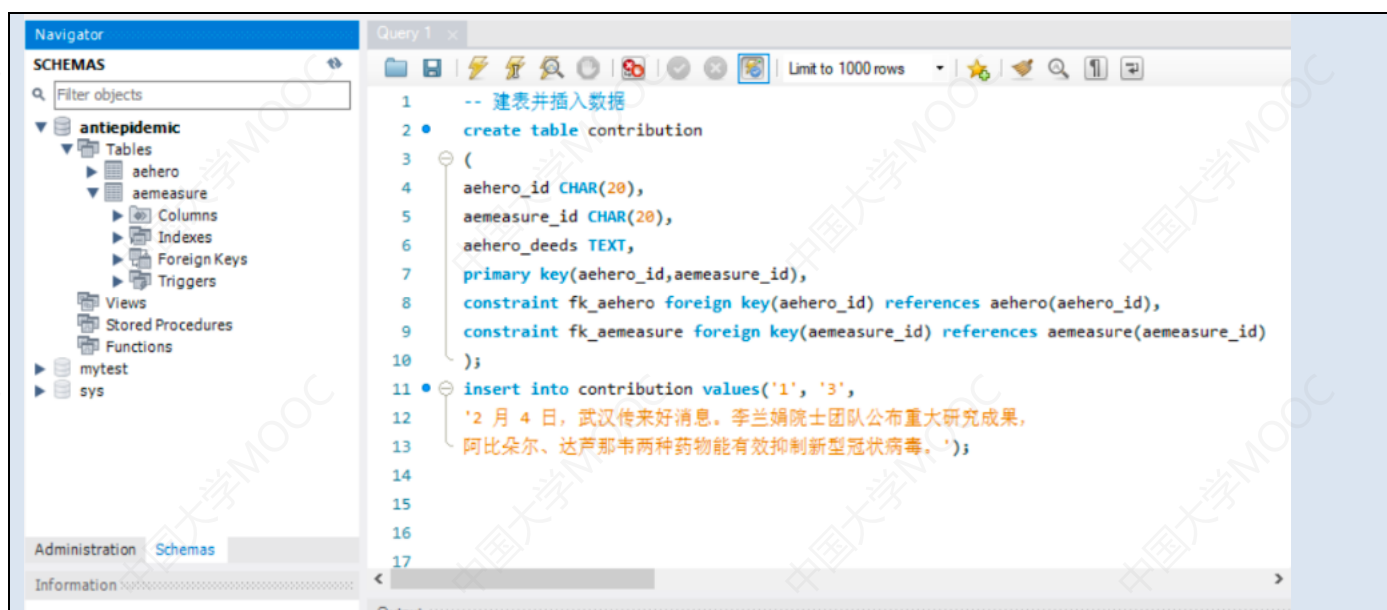 Navigator
SCHEMAS
Filter objects
antiepidemic
Tables
aehero
aemeasure
Columns
Indexes
Foreign Keys
Triggers
Views
Stored Procedures
Functions
mytest
sys
Administration Schemas
Information
Query 1
Limit to 1000 rows
1 -- 建表并插入数据
2 create table contribution
3 (
4 aehero_id CHAR(20),
5 aemeasure_id CHAR(20),
6 aehero_deeds TEXT,
7 primary key(aehero_id,aemeasure_id),
8 constraint fk_aehero foreign key(aehero_id) references aehero(aehero_id),
9 constraint fk_aemeasure foreign key(aemeasure_id) references aemeasure(aemeasure_id)
10 );
11 insert into contribution values('1', '3',
12 '2 月 4 日，武汉传来好消息。李兰娟院士团队公布重大研究成果，
13 阿比朵尔、达芦那韦两种药物能有效抑制新型冠状病毒。');
14
15
16
17
中国大学MOOC